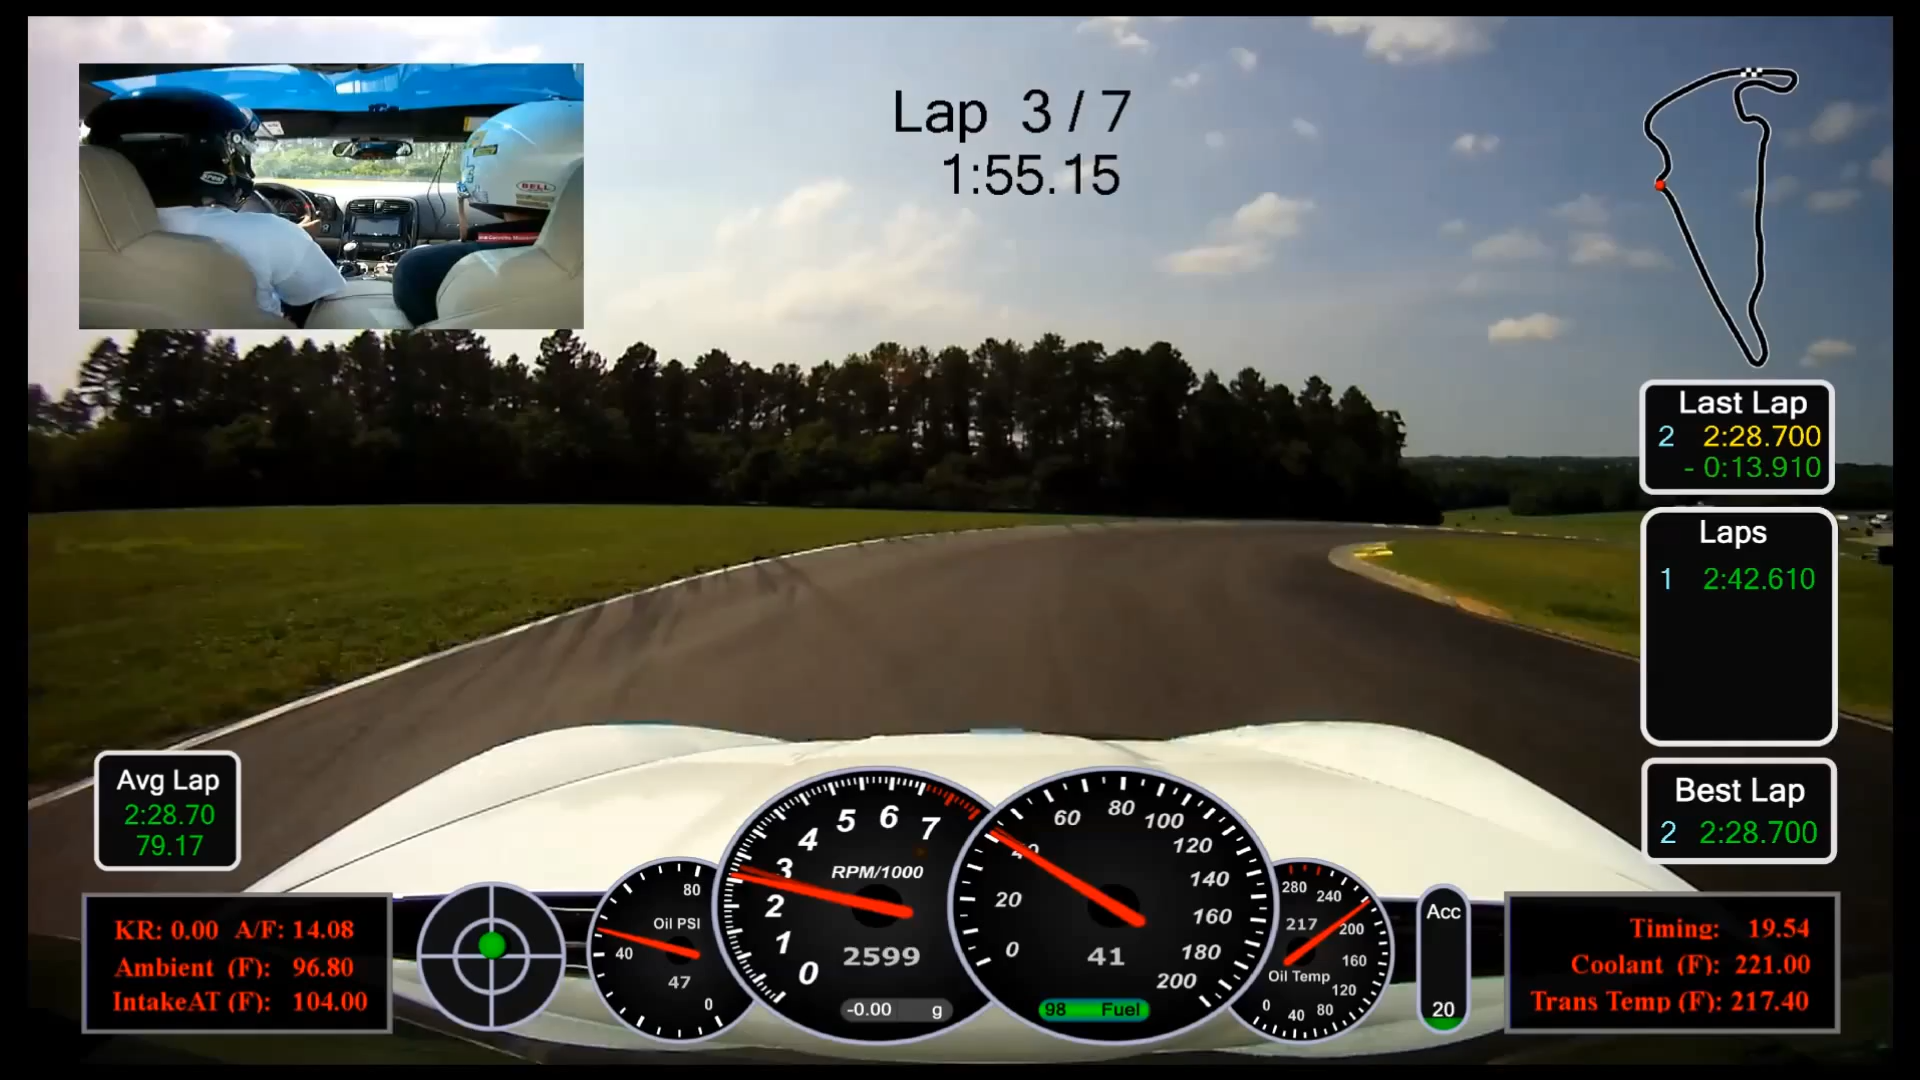 Lap 3 / 7
1:55.15
BELL
Last Lap
2 2:28.700
- 0:13.910
Laps
1 2:42.610
Avg Lap
2:28.70
79.17
Best Lap
2 2:28.700
KR: 0.00 A/F: 14.08
Ambient (F): 96.80
IntakeAT (F): 104.00
80
Oil PSI
40
47
0
0 1 2 3 4 5 6 7
RPM/1000
2599
-0.00 g
0 20 40 60 80 100 120 140 160 180 200
41
98 Fuel
280 240
217 200
160
Oil Temp
120
0 40 80
Acc
20
Timing: 19.54
Coolant (F): 221.00
Trans Temp (F): 217.40